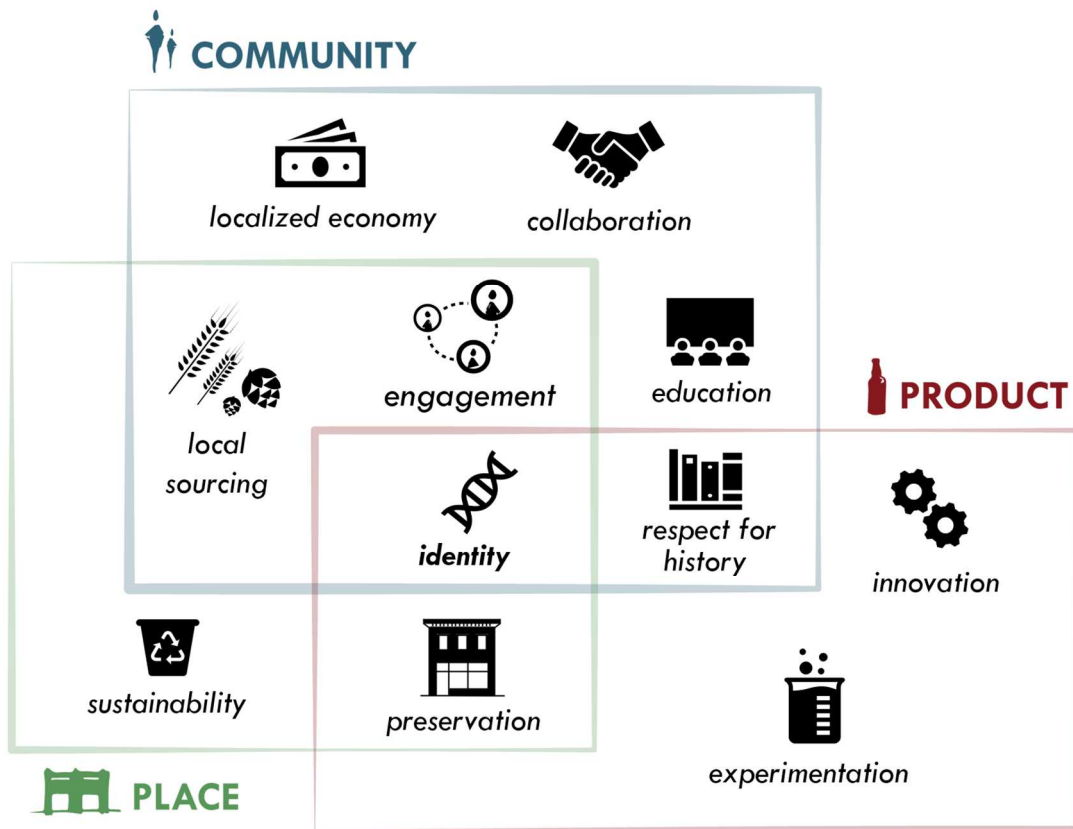 COMMUNITY
localized economy
collaboration
engagement
education
PRODUCT
local
sourcing
identity
respect for
history
innovation
sustainability
preservation
experimentation
PLACE